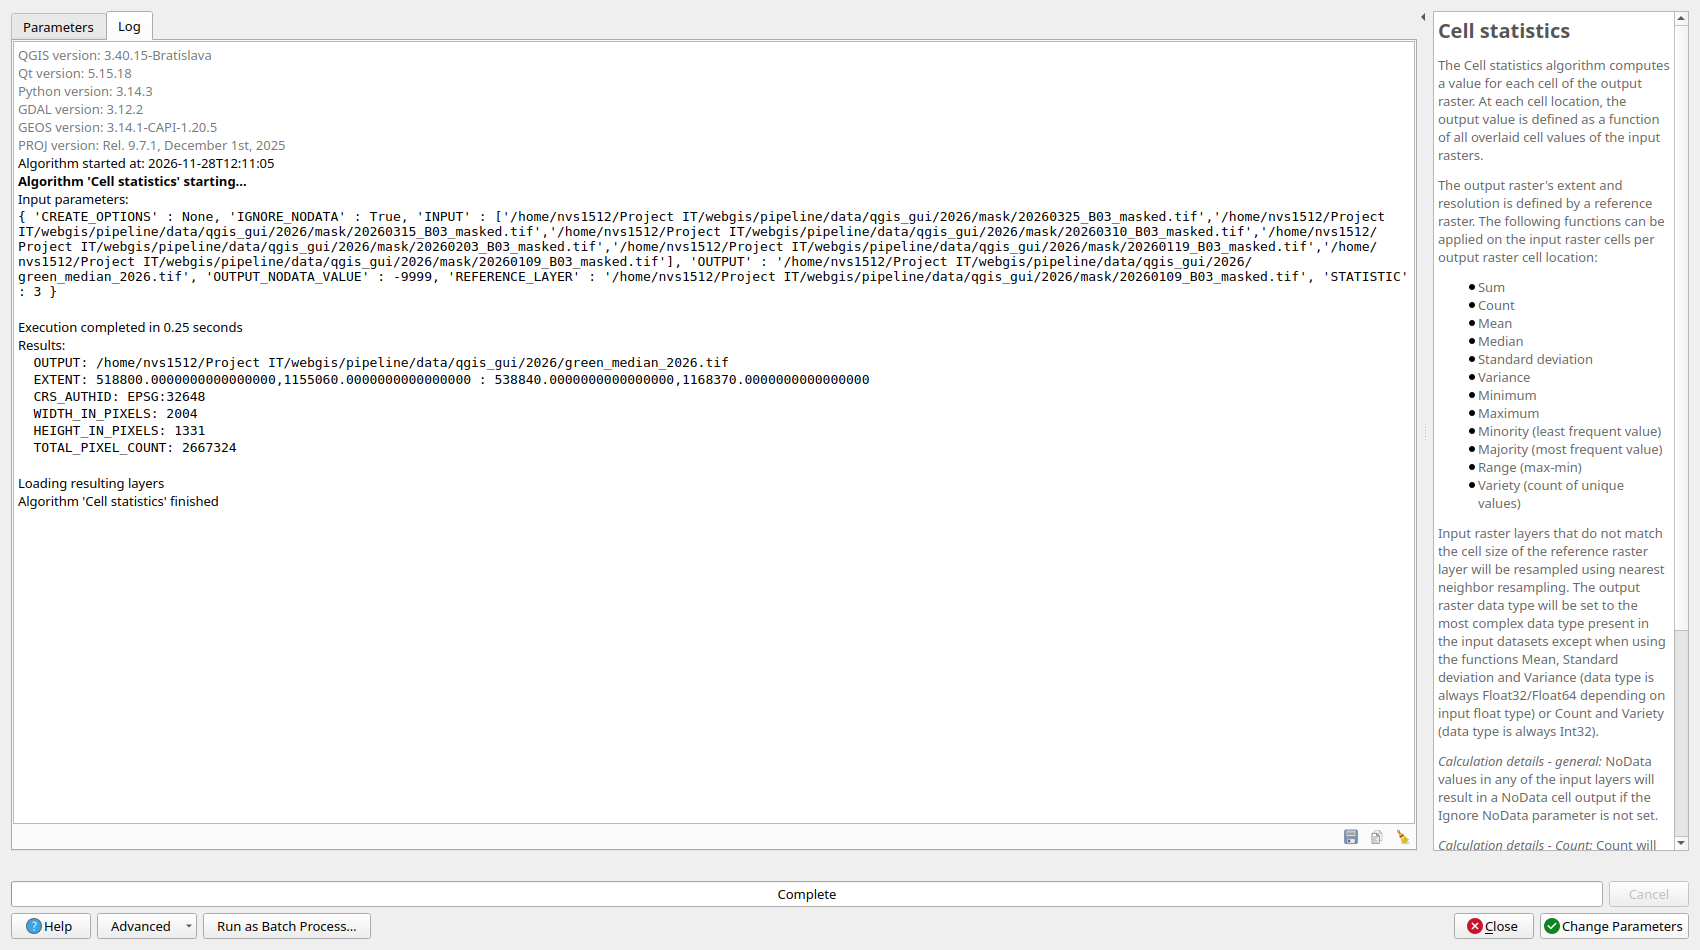 Parameters
Log
QGIS version: 3.40.15-Bratislava
Qt version: 5.15.18
Python version: 3.14.3
GDAL version: 3.12.2
GEOS version: 3.14.1-CAPI-1.20.5
PROJ version: Rel. 9.7.1, December 1st, 2025
Algorithm started at: 2026-11-28T12:11:05
Algorithm 'Cell statistics' starting...
Input parameters:
{ 'CREATE_OPTIONS' : None, 'IGNORE_NODATA' : True, 'INPUT' : ['/home/nvs1512/Project IT/webgis/pipeline/data/qgis_gui/2026/mask/20260325_B03_masked.tif','/home/nvs1512/Project
IT/webgis/pipeline/data/qgis_gui/2026/mask/20260315_B03_masked.tif','/home/nvs1512/Project IT/webgis/pipeline/data/qgis_gui/2026/mask/20260310_B03_masked.tif','/home/nvs1512/
Project IT/webgis/pipeline/data/qgis_gui/2026/mask/20260203_B03_masked.tif','/home/nvs1512/Project IT/webgis/pipeline/data/qgis_gui/2026/mask/20260119_B03_masked.tif','/home/
nvs1512/Project IT/webgis/pipeline/data/qgis_gui/2026/mask/20260109_B03_masked.tif'], 'OUTPUT' : '/home/nvs1512/Project IT/webgis/pipeline/data/qgis_gui/2026/
green_median_2026.tif', 'OUTPUT_NODATA_VALUE' : -9999, 'REFERENCE_LAYER' : '/home/nvs1512/Project IT/webgis/pipeline/data/qgis_gui/2026/mask/20260109_B03_masked.tif', 'STATISTIC'
: 3 }
Execution completed in 0.25 seconds
Results:
OUTPUT: /home/nvs1512/Project IT/webgis/pipeline/data/qgis_gui/2026/green_median_2026.tif
EXTENT: 518800.0000000000000000,1155060.0000000000000000 : 538840.0000000000000000,1168370.0000000000000000
CRS_AUTHID: EPSG:32648
WIDTH_IN_PIXELS: 2004
HEIGHT_IN_PIXELS: 1331
TOTAL_PIXEL_COUNT: 2667324
Loading resulting layers
Algorithm 'Cell statistics' finished
Cell statistics
The Cell statistics algorithm computes
a value for each cell of the output
raster. At each cell location, the
output value is defined as a function
of all overlaid cell values of the input
rasters.
The output raster's extent and
resolution is defined by a reference
raster. The following functions can be
applied on the input raster cells per
output raster cell location:
Sum
Count
Mean
Median
Standard deviation
Variance
Minimum
Maximum
Minority (least frequent value)
Majority (most frequent value)
Range (max-min)
Variety (count of unique
values)
Input raster layers that do not match
the cell size of the reference raster
layer will be resampled using nearest
neighbor resampling. The output
raster data type will be set to the
most complex data type present in
the input datasets except when using
the functions Mean, Standard
deviation and Variance (data type is
always Float32/Float64 depending on
input float type) or Count and Variety
(data type is always Int32).
Calculation details - general: NoData
values in any of the input layers will
result in a NoData cell output if the
Ignore NoData parameter is not set.
Calculation details - Count: Count will
Complete
Cancel
Help
Advanced
Run as Batch Process...
Close
Change Parameters